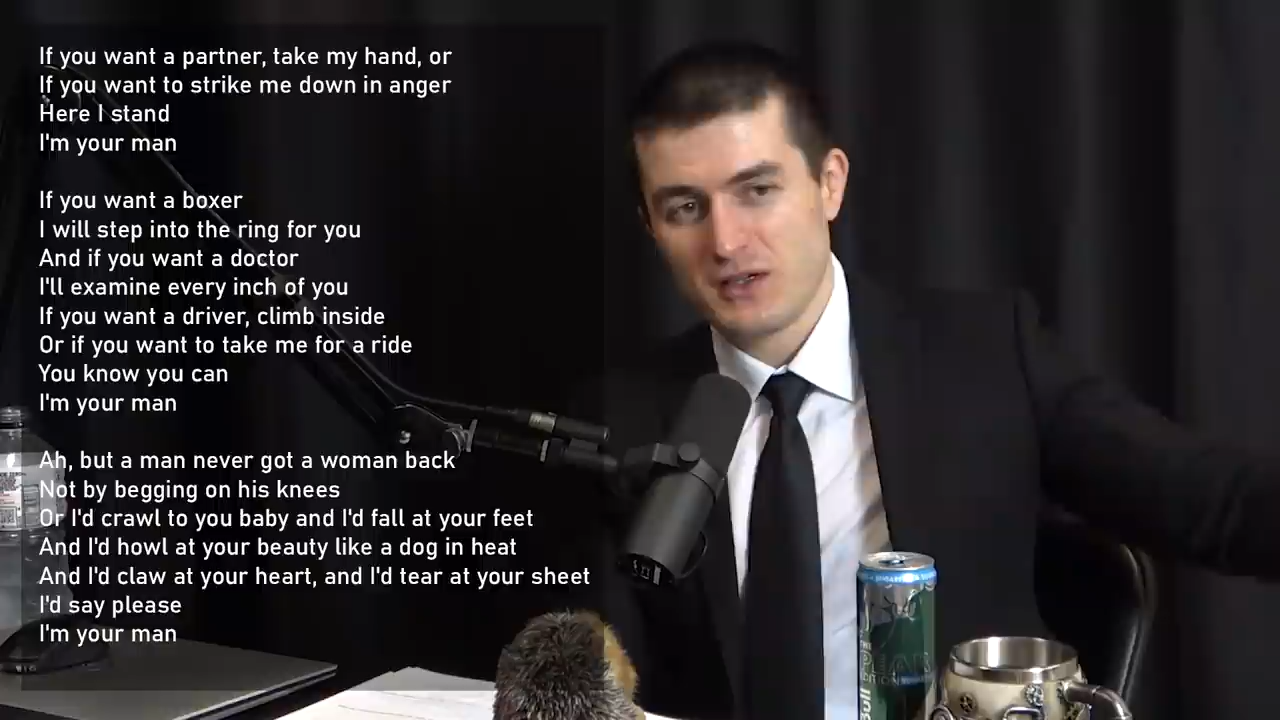 If you want a partner, take my hand, or
If you want to strike me down in anger
Here I stand
I'm your man
If you want a boxer
I will step into the ring for you
And if you want a doctor
I'll examine every inch of you
If you want a driver, climb inside
Or if you want to take me for a ride
You know you can
I'm your man
Ah, but a man never got a woman back
Not by begging on his knees
Or I'd crawl to you baby and I'd fall at your feet
And I'd howl at your beauty like a dog in heat
And I'd claw at your heart, and I'd tear at your sheet
I'd say please
I'm your man